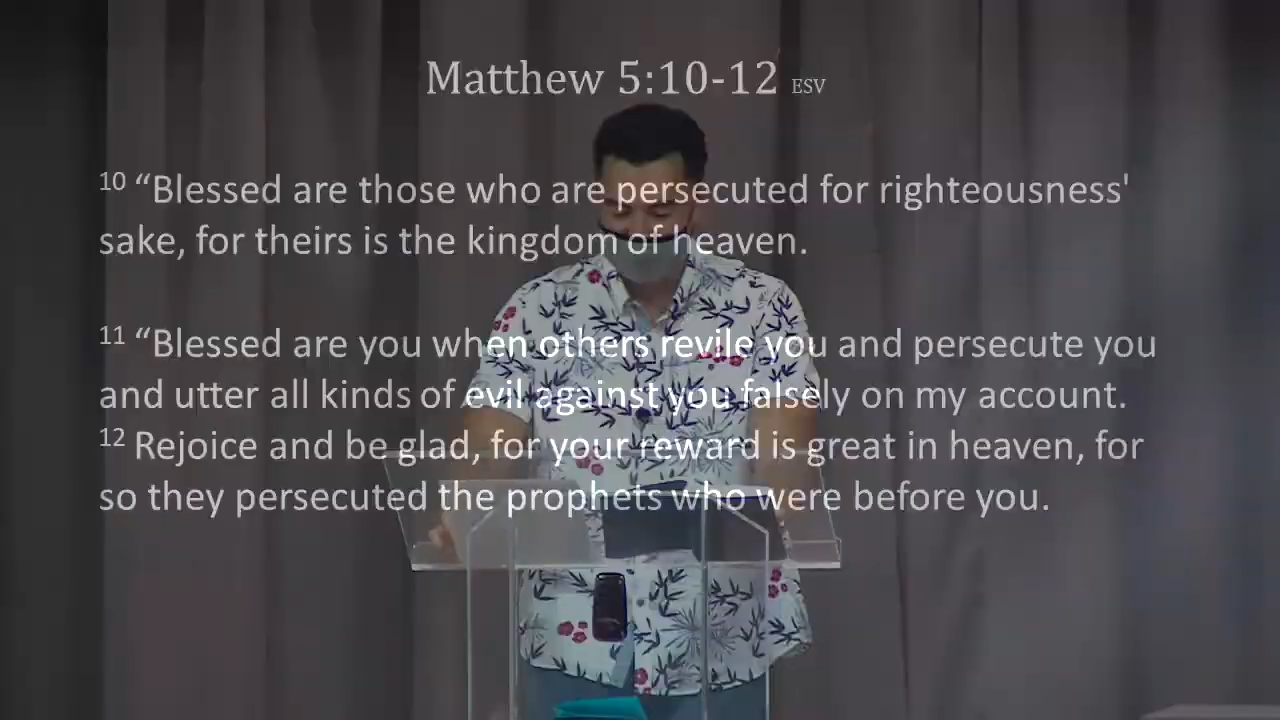 Matthew 5:10-12 ESV
10 “Blessed are those who are persecuted for righteousness'
sake, for theirs is the kingdom of heaven.
11 “Blessed are you when others revile you and persecute you
and utter all kinds of evil against you falsely on my account.
12 Rejoice and be glad, for your reward is great in heaven, for
so they persecuted the prophets who were before you.